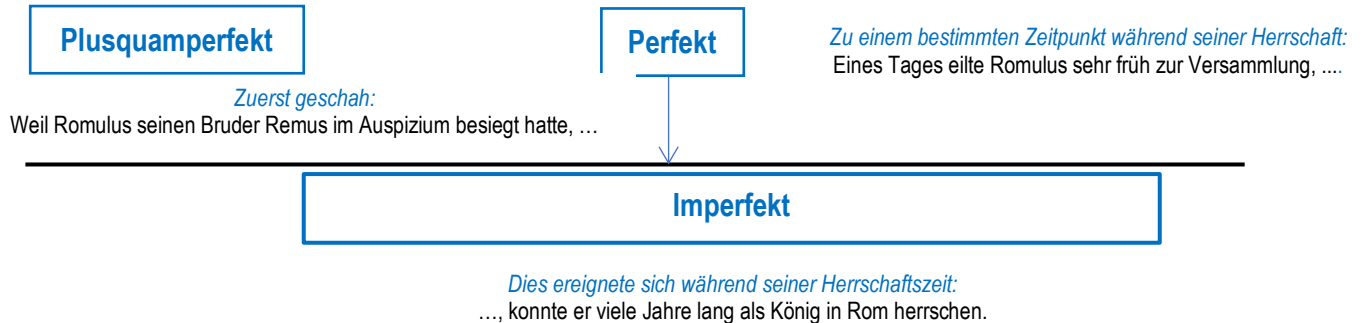 Plusquamperfekt
Perfekt
Zu einem bestimmten Zeitpunkt während seiner Herrschaft:
Eines Tages eilte Romulus sehr früh zur Versammlung, ....
Zuerst geschah:
Weil Romulus seinen Bruder Remus im Auspizium besiegt hatte, …
Imperfekt
Dies ereignete sich während seiner Herrschaftszeit:
…, konnte er viele Jahre lang als König in Rom herrschen.